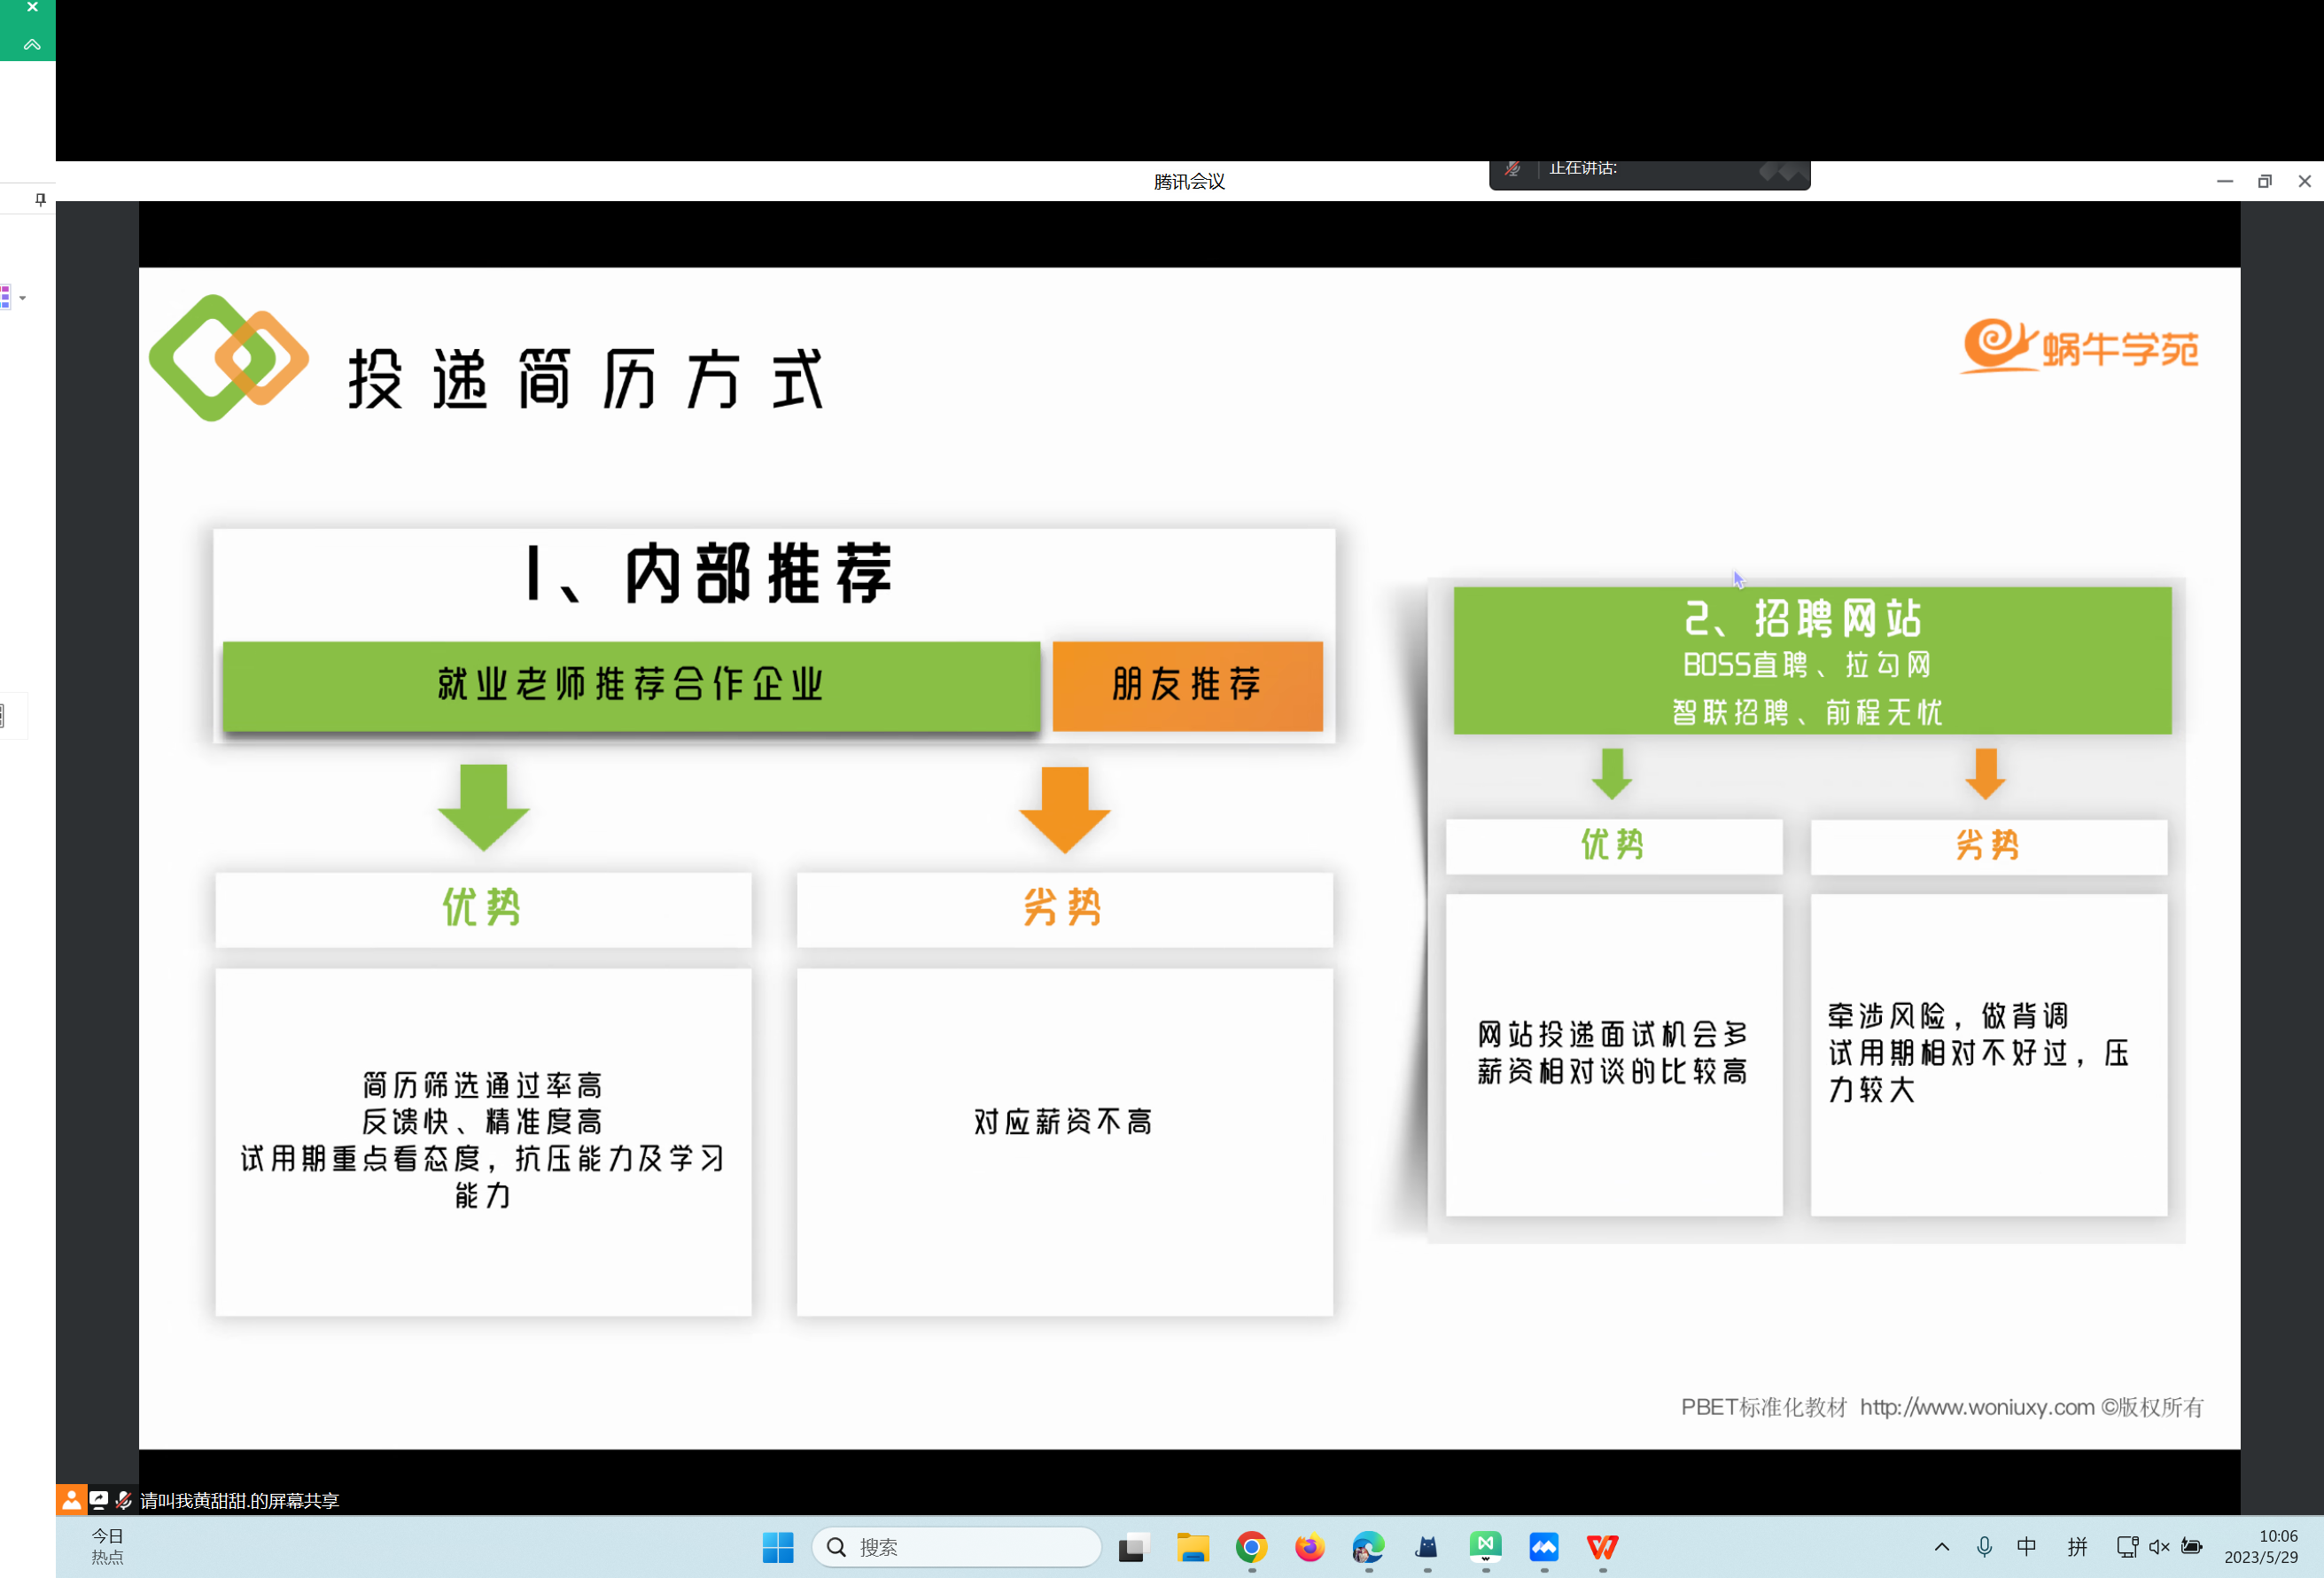 腾讯会议
正在讲话:
投递简历方式
蜗牛学苑
1、内部推荐
就业老师推荐合作企业
朋友推荐
优势
劣势
简历筛选通过率高
反馈快、精准度高
试用期重点看态度，抗压能力及学习
能力
对应薪资不高
2、招聘网站
BOSS直聘、拉勾网
智联招聘、前程无忧
优势
劣势
网站投递面试机会多
薪资相对谈的比较高
牵涉风险，做背调
试用期相对不好过，压
力较大
PBET标准化教材 http://www.woniuxy.com ©版权所有
请叫我黄甜甜.的屏幕共享
今日
热点
搜索
中
拼
10:06
2023/5/29